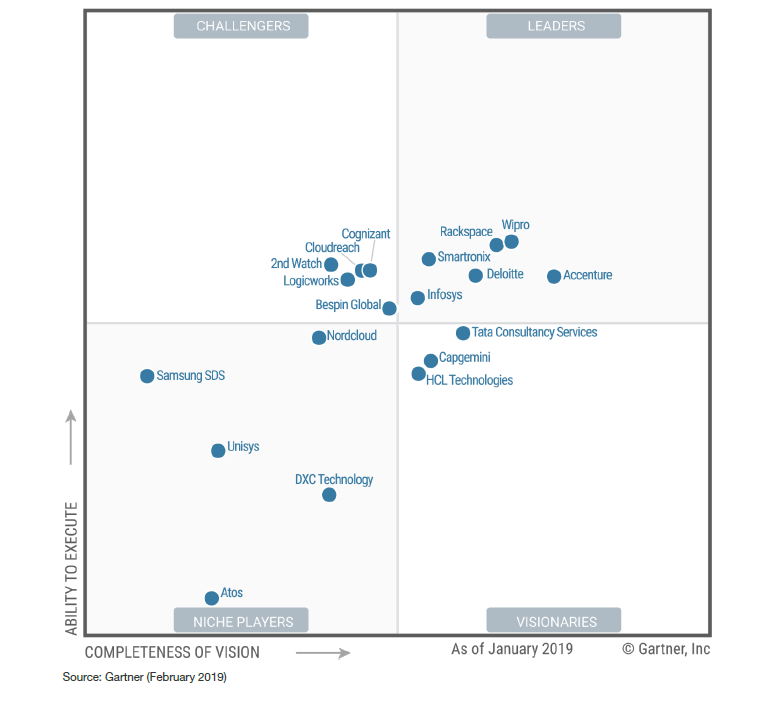 CHALLENGERS
LEADERS
Wipro
Rackspace
Cognizant
Cloudreach
2nd Watch
Smartronix
Logicworks
Deloitte
Accenture
Infosys
Bespin Global
Nordcloud
Tata Consultancy Services
Capgemini
Samsung SDS
HCL Technologies
Unisys
DXC Technology
Atos
ABILITY TO EXECUTE
NICHE PLAYERS
VISIONARIES
COMPLETENESS OF VISION
As of January 2019
© Gartner, Inc
Source: Gartner (February 2019)